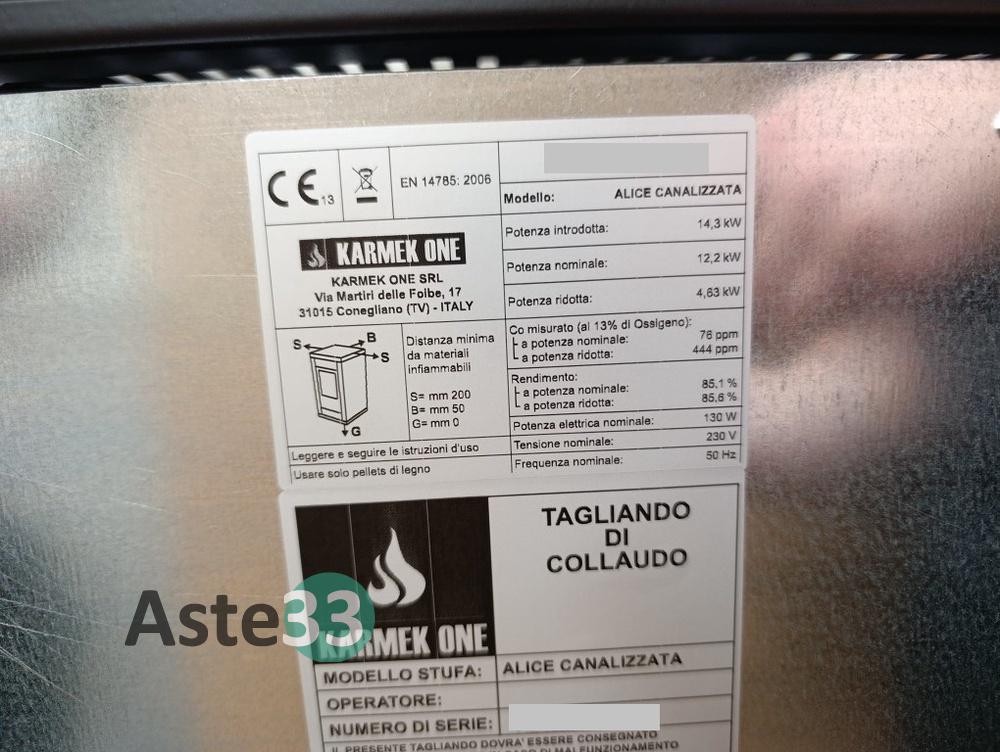 CE 13
EN 14785: 2006
KARMEK ONE
KARMEK ONE SRL
Via Martiri delle Foibe, 17
31015 Conegliano (TV) - ITALY
S
B
S
G
Distanza minima
da materiali
infiammabili
S= mm 200
B= mm 50
G= mm 0
Leggere e seguire le istruzioni d'uso
Usare solo pellets di legno
Modello: ALICE CANALIZZATA
Potenza introdotta: 14,3 kW
Potenza nominale: 12,2 kW
Potenza ridotta: 4,63 kW
Co misurato (al 13% di Ossigeno):
a potenza nominale: 76 ppm
a potenza ridotta: 444 ppm
Rendimento:
a potenza nominale: 85,1 %
a potenza ridotta: 85,6 %
Potenza elettrica nominale: 130 W
Tensione nominale: 230 V
Frequenza nominale: 50 Hz
TAGLIANDO
DI
COLLAUDO
Aste33
KARMEK ONE
MODELLO STUFA: ALICE CANALIZZATA
OPERATORE:
NUMERO DI SERIE:
IL PRESENTE TAGLIANDO DOVRA' ESSERE CONSEGNATO
DI MALFUNZIONAMENTO